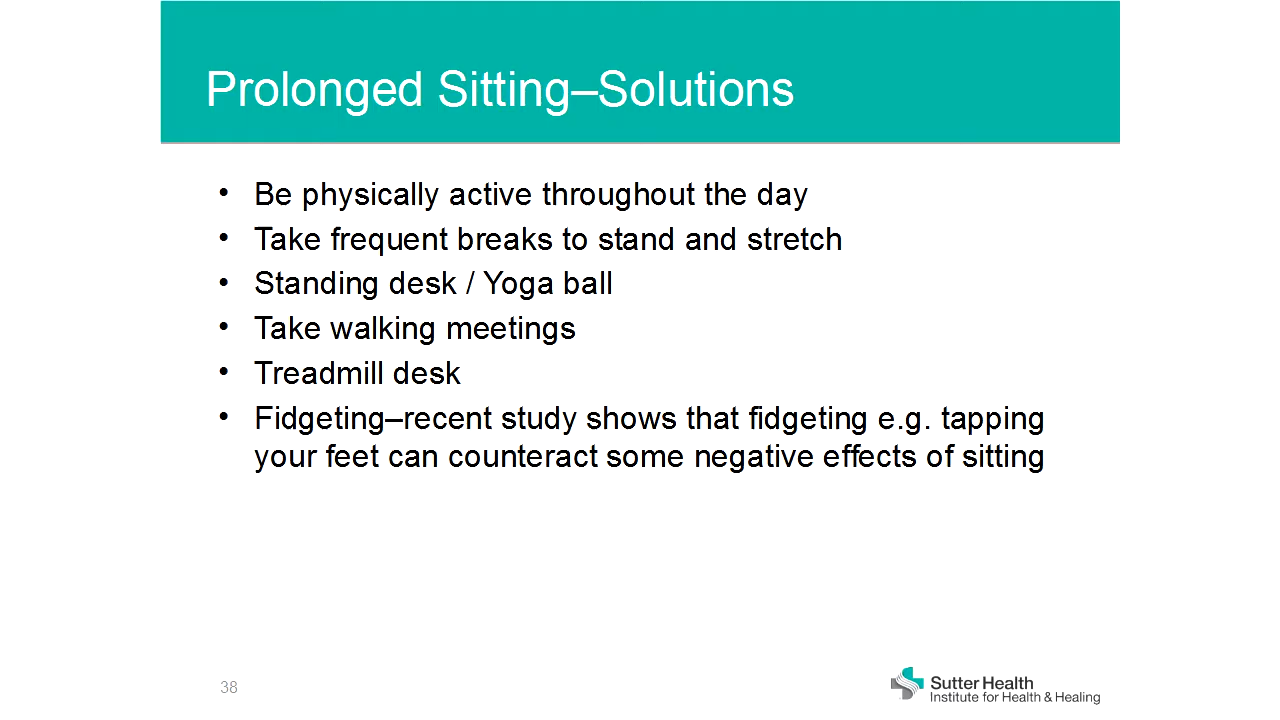 Prolonged Sitting–Solutions
• Be physically active throughout the day
• Take frequent breaks to stand and stretch
• Standing desk / Yoga ball
• Take walking meetings
• Treadmill desk
• Fidgeting–recent study shows that fidgeting e.g. tapping
your feet can counteract some negative effects of sitting
38
Sutter Health
Institute for Health & Healing